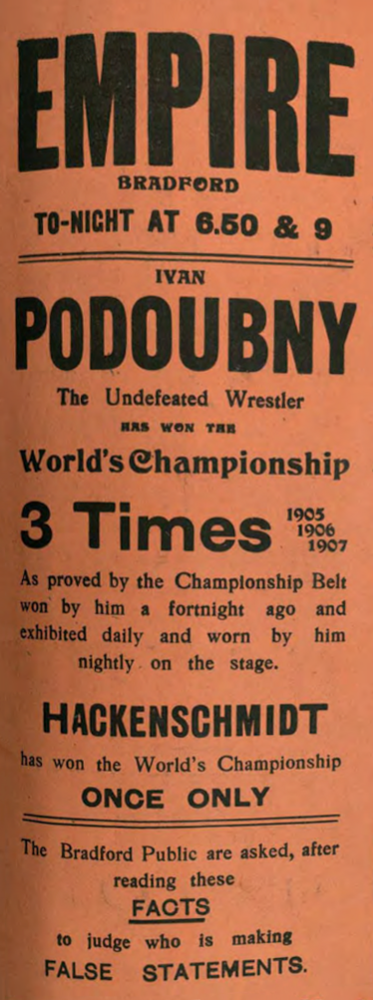 EMPIRE
BRADFORD
TO-NIGHT AT 6.50 & 9
IVAN
PODOUBNY
The Undefeated Wrestler
HAS WON THE
World's Championship
3 Times 1905
1906
1907
As proved by the Championship Belt
won by him a fortnight ago and
exhibited daily and worn by him
nightly on the stage.
HACKENSCHMIDT
has won the World's Championship
ONCE ONLY
The Bradford Public are asked, after
reading these
FACTS
to judge who is making
FALSE STATEMENTS.